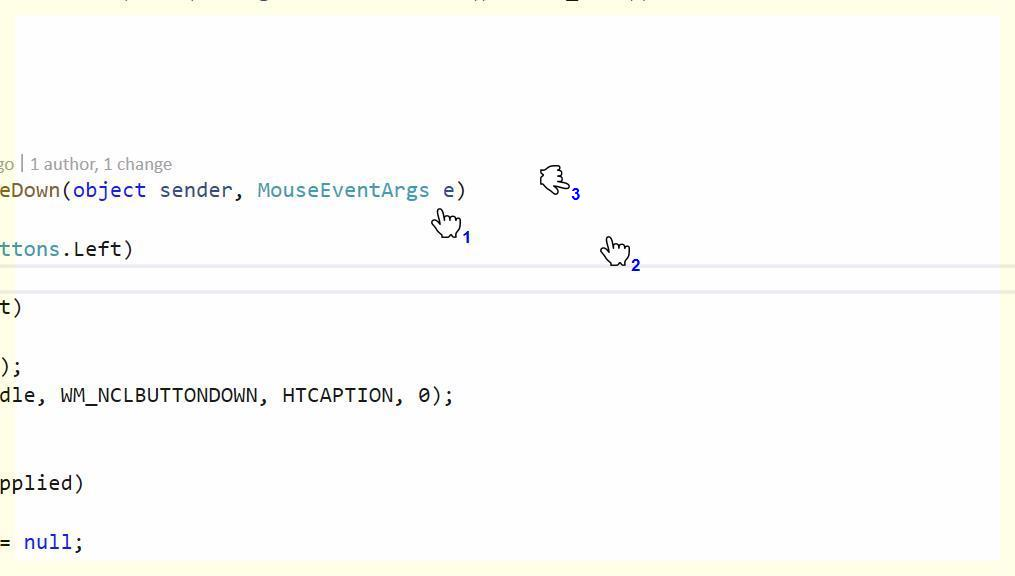 go | 1 author, 1 change
eDown(object sender, MouseEventArgs e)
3
1
ttons.Left)
2
t)
);
dle, WM_NCLBUTTONDOWN, HTCAPTION, 0);
pplied)
= null;